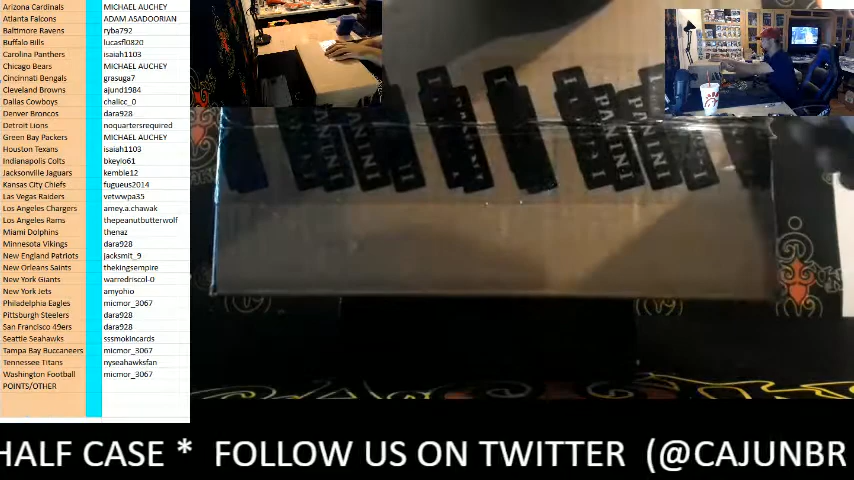 Arizona Cardinals MICHAEL AUCHEY
Atlanta Falcons ADAM ASADOORIAN
Baltimore Ravens ryba792
Buffalo Bills lucasfl0820
Carolina Panthers isaiah1103
Chicago Bears MICHAEL AUCHEY
Cincinnati Bengals grasuga7
Cleveland Browns ajund1984
Dallas Cowboys chalicc_0
Denver Broncos dara928
Detroit Lions noquartersrequired
Green Bay Packers MICHAEL AUCHEY
Houston Texans isaiah1103
Indianapolis Colts bkeylo61
Jacksonville Jaguars kemble12
Kansas City Chiefs fugueus2014
Las Vegas Raiders vetwwpa35
Los Angeles Chargers amey.a.chawak
Los Angeles Rams thepeanutbutterwolf
Miami Dolphins thenaz
Minnesota Vikings dara928
New England Patriots jacksmit_9
New Orleans Saints thekingsempire
New York Giants warredriscol-0
New York Jets amyohio
Philadelphia Eagles micmor_3067
Pittsburgh Steelers dara928
San Francisco 49ers dara928
Seattle Seahawks sssmokincards
Tampa Bay Buccaneers micmor_3067
Tennessee Titans nyseahawksfan
Washington Football micmor_3067
POINTS/OTHER
PANINI
PANINI
PANINI
HALF CASE * FOLLOW US ON TWITTER (@CAJUNBR